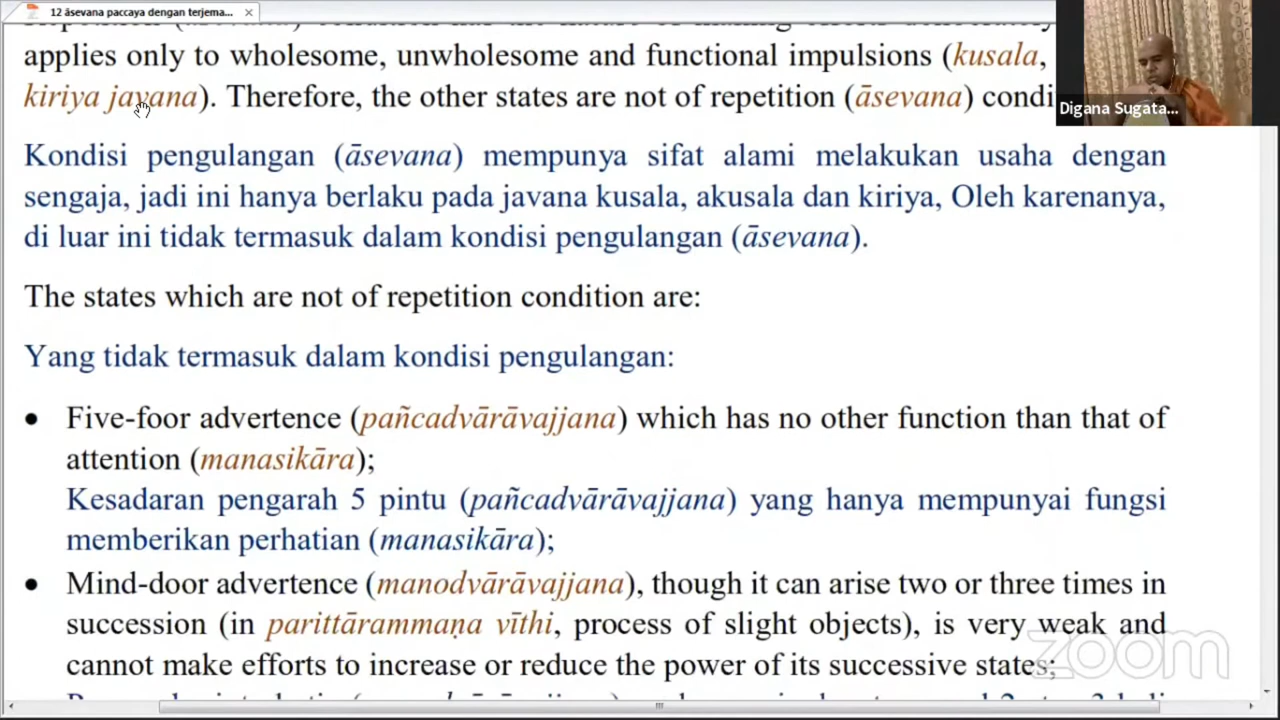 12 āsevana paccaya dengan terjema...
applies only to wholesome, unwholesome and functional impulsions (kusala,
kiriya javana). Therefore, the other states are not of repetition (āsevana) condi
Digana Sugata...
Kondisi pengulangan (āsevana) mempunya sifat alami melakukan usaha dengan
sengaja, jadi ini hanya berlaku pada javana kusala, akusala dan kiriya, Oleh karenanya,
di luar ini tidak termasuk dalam kondisi pengulangan (āsevana).
The states which are not of repetition condition are:
Yang tidak termasuk dalam kondisi pengulangan:
• Five-foor advertence (pañcadvārāvajjana) which has no other function than that of
attention (manasikāra);
Kesadaran pengarah 5 pintu (pañcadvārāvajjana) yang hanya mempunyai fungsi
memberikan perhatian (manasikāra);
• Mind-door advertence (manodvārāvajjana), though it can arise two or three times in
succession (in parittārammaṇa vīthi, process of slight objects), is very weak and
cannot make efforts to increase or reduce the power of its successive states;
zoom